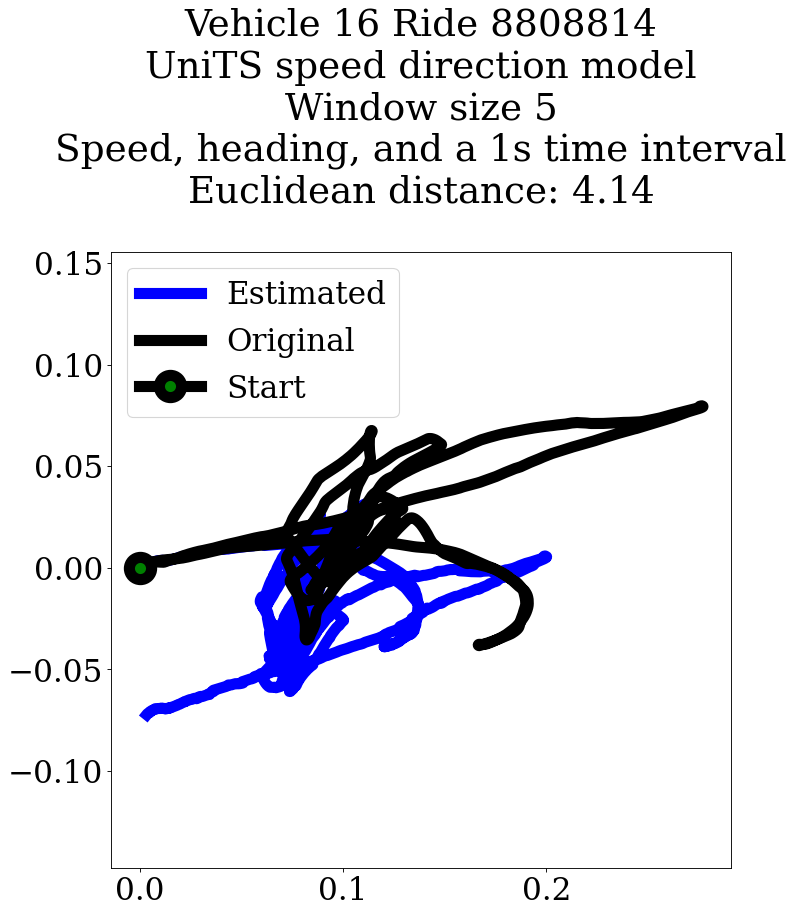 Vehicle 16 Ride 8808814
UniTS speed direction model
Window size 5
Speed, heading, and a 1s time interval
Euclidean distance: 4.14
0.15
Estimated
Original
Start
0.10
0.05
0.00
−0.05
−0.10
0.0 0.1 0.2